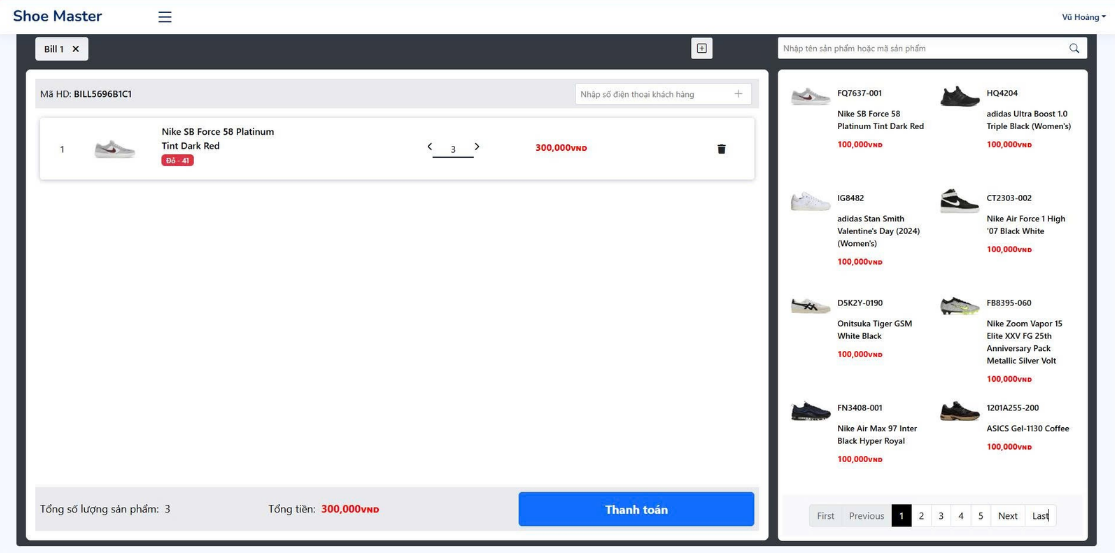 Shoe Master
Vũ Hoàng
Bill 1 ✕
Nhập tên sản phẩm hoặc mã sản phẩm
Mã HD: BILL5696B1C1
Nhập số điện thoại khách hàng
1
Nike SB Force 58 Platinum
Tint Dark Red
Đỏ - 41
3
300,000VND
Tổng số lượng sản phẩm: 3
Tổng tiền: 300,000VND
Thanh toán
FQ7637-001
Nike SB Force 58
Platinum Tint Dark Red
100,000VND
HQ4204
adidas Ultra Boost 1.0
Triple Black (Women's)
100,000VND
IG8482
adidas Stan Smith
Valentine's Day (2024)
(Women's)
100,000VND
CT2303-002
Nike Air Force 1 High
'07 Black White
100,000VND
D5K2Y-0190
Onitsuka Tiger GSM
White Black
100,000VND
FB8395-060
Nike Zoom Vapor 15
Elite XXV FG 25th
Anniversary Pack
Metallic Silver Volt
100,000VND
FN3408-001
Nike Air Max 97 Inter
Black Hyper Royal
100,000VND
1201A255-200
ASICS Gel-1130 Coffee
100,000VND
First Previous 1 2 3 4 5 Next Last